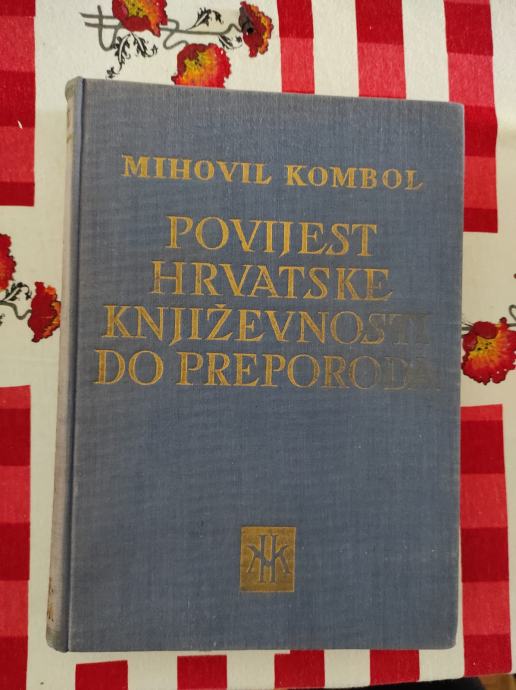 MIHOVIL KOMBOL
POVIJEST
HRVATSKE
KNJIŽEVNOSTI
DO PREPORODA